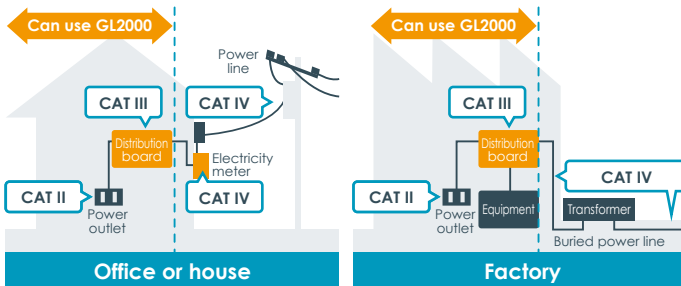 Can use GL2000
Power
line
CAT III
CAT IV
Distribution
board
Electricity
meter
CAT II
CAT IV
Power
outlet
Office or house
Can use GL2000
CAT III
Distribution
board
CAT IV
CAT II
Equipment
Transformer
Power
outlet
Buried power line
Factory